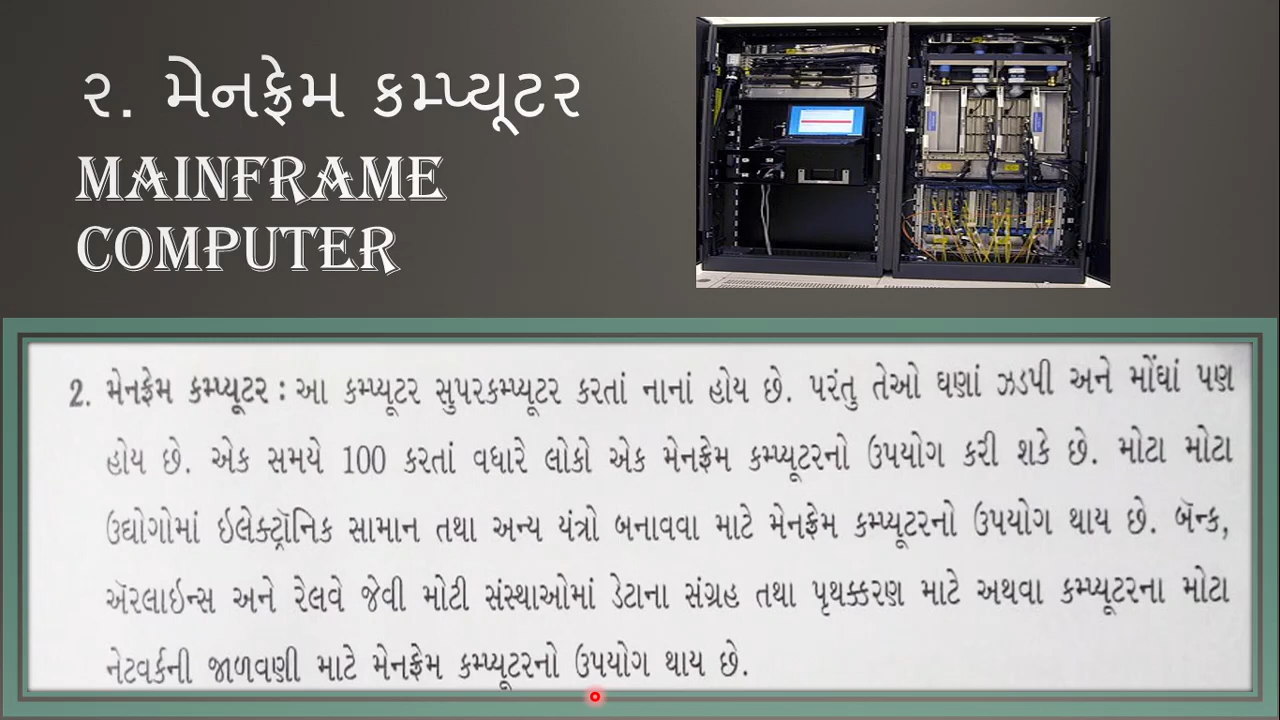 ૨. મેનફ્રેમ કમ્પ્યૂટર
MAINFRAME
COMPUTER
2. મેનફ્રેમ કમ્પ્યૂટર : આ કમ્પ્યૂટર સુપરકમ્પ્યૂટર કરતાં નાનાં હોય છે. પરંતુ તેઓ ઘણાં ઝડપી અને મોંઘાં પણ
હોય છે. એક સમયે 100 કરતાં વધારે લોકો એક મેનફ્રેમ કમ્પ્યૂટરનો ઉપયોગ કરી શકે છે. મોટા મોટા
ઉદ્યોગોમાં ઇલેક્ટ્રૉનિક સામાન તથા અન્ય યંત્રો બનાવવા માટે મેનફ્રેમ કમ્પ્યૂટરનો ઉપયોગ થાય છે. બૅન્ક,
ઍરલાઇન્સ અને રેલવે જેવી મોટી સંસ્થાઓમાં ડેટાના સંગ્રહ તથા પૃથક્કરણ માટે અથવા કમ્પ્યૂટરના મોટા
નેટવર્કની જાળવણી માટે મેનફ્રેમ કમ્પ્યૂટરનો ઉપયોગ થાય છે.